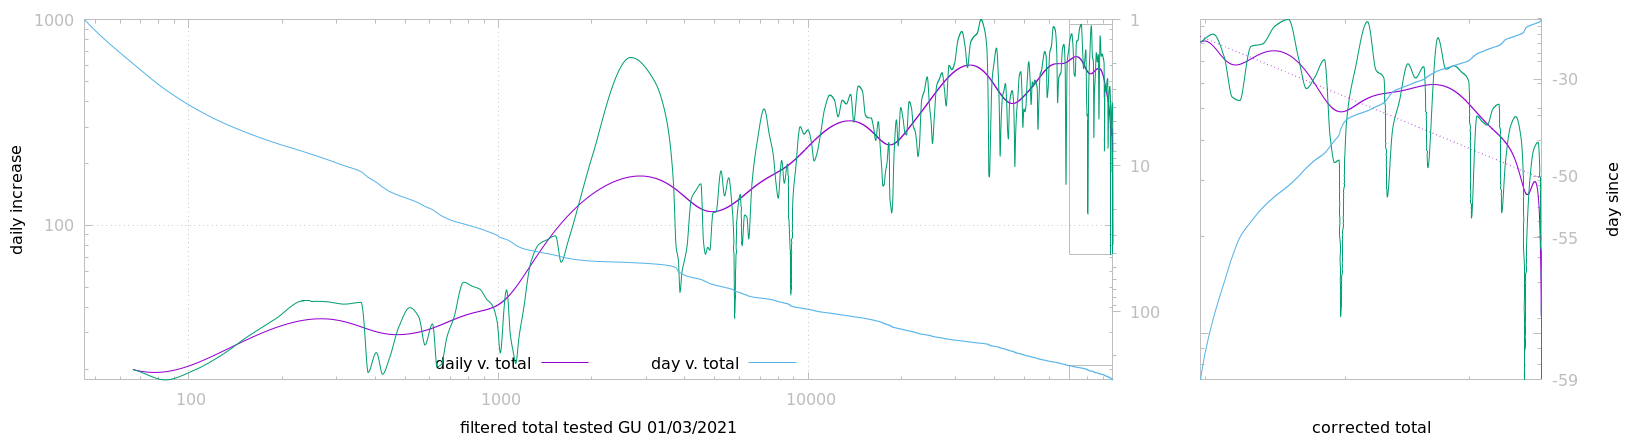 1000
100
daily increase
100
1000
10000
1
10
100
daily v. total
day v. total
filtered total tested GU 01/03/2021
-30
-50
-55
-59
day since
corrected total